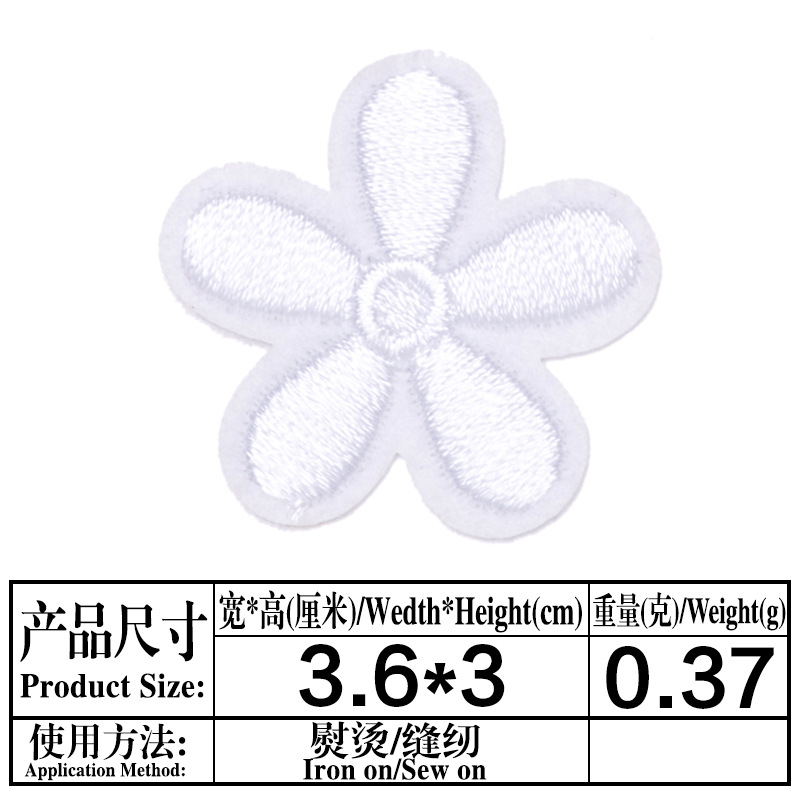 产品尺寸
Product Size:
宽*高(厘米)/Wedth*Height(cm)
重量(克)/Weight(g)
3.6*3
0.37
使用方法:
Application Method:
熨烫/缝纫
Iron on/Sew on